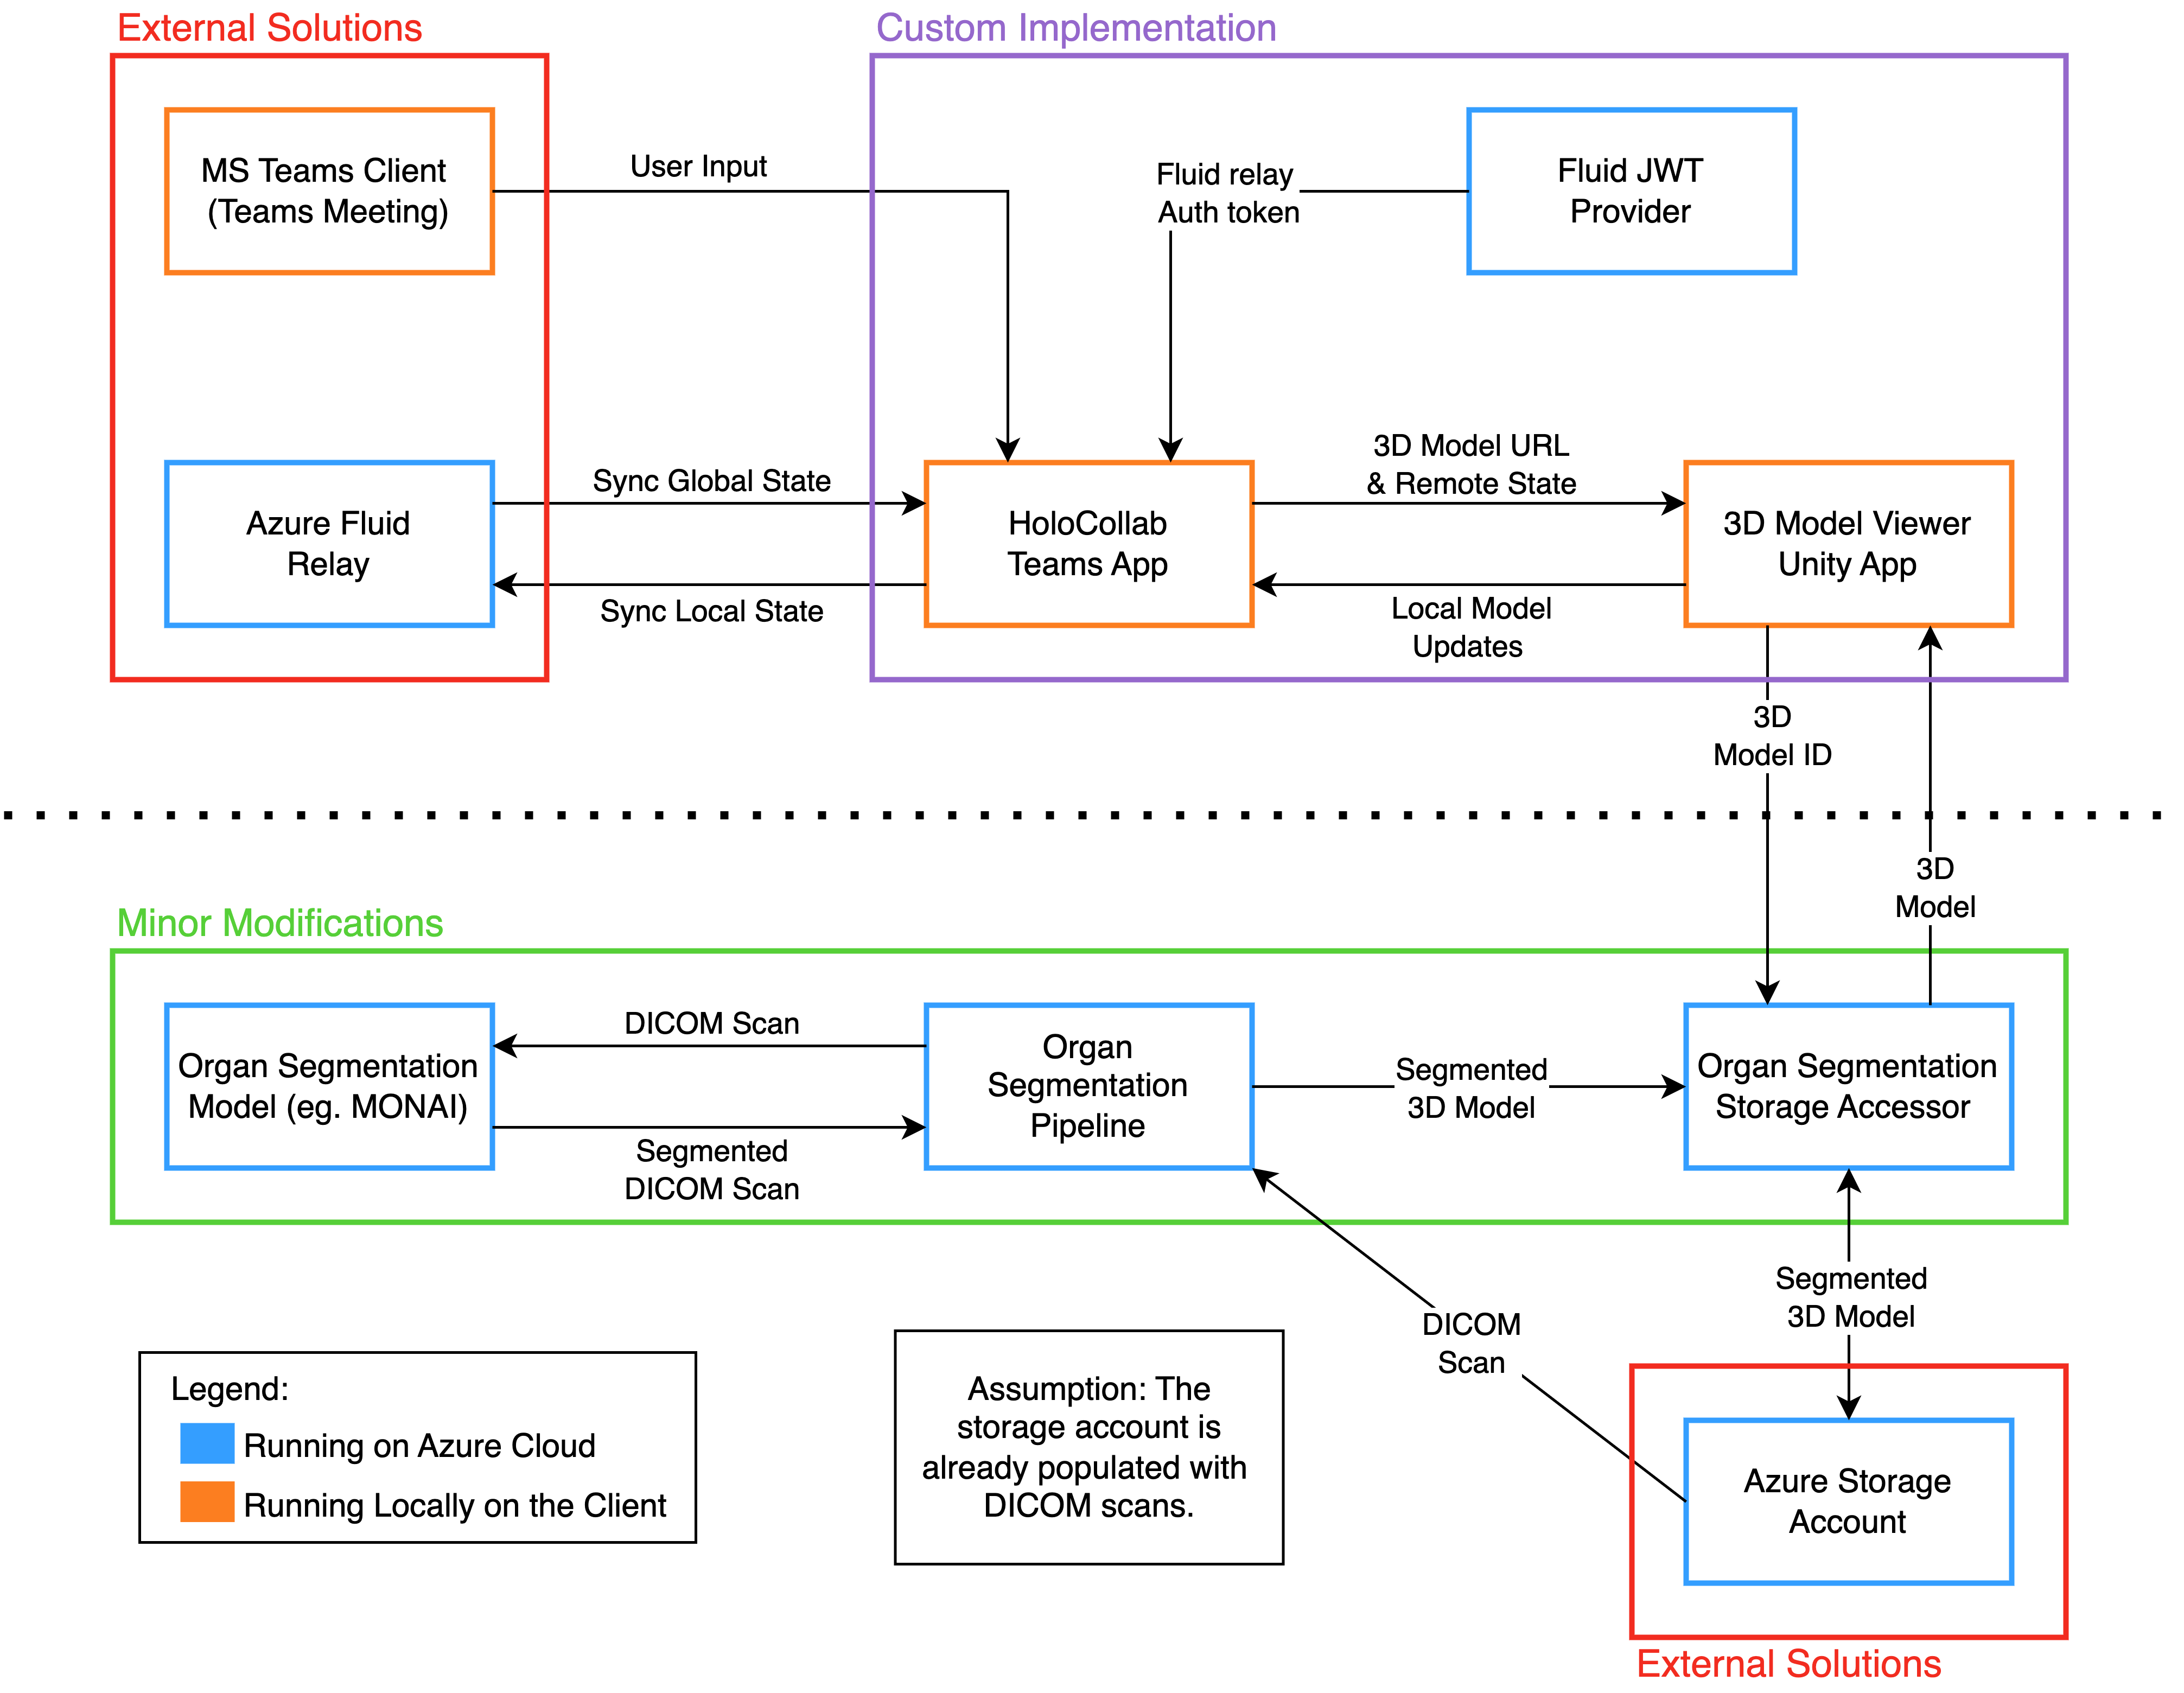 External Solutions
Custom Implementation
MS Teams Client
(Teams Meeting)
User Input
Fluid relay
Auth token
Fluid JWT
Provider
Azure Fluid
Relay
Sync Global State
Sync Local State
HoloCollab
Teams App
3D Model URL
& Remote State
Local Model
Updates
3D Model Viewer
Unity App
3D
Model ID
3D
Model
Minor Modifications
Organ Segmentation
Model (eg. MONAI)
DICOM Scan
Segmented
DICOM Scan
Organ
Segmentation
Pipeline
Segmented
3D Model
Organ Segmentation
Storage Accessor
DICOM
Scan
Segmented
3D Model
Legend:
Running on Azure Cloud
Running Locally on the Client
Assumption: The
storage account is
already populated with
DICOM scans.
Azure Storage
Account
External Solutions